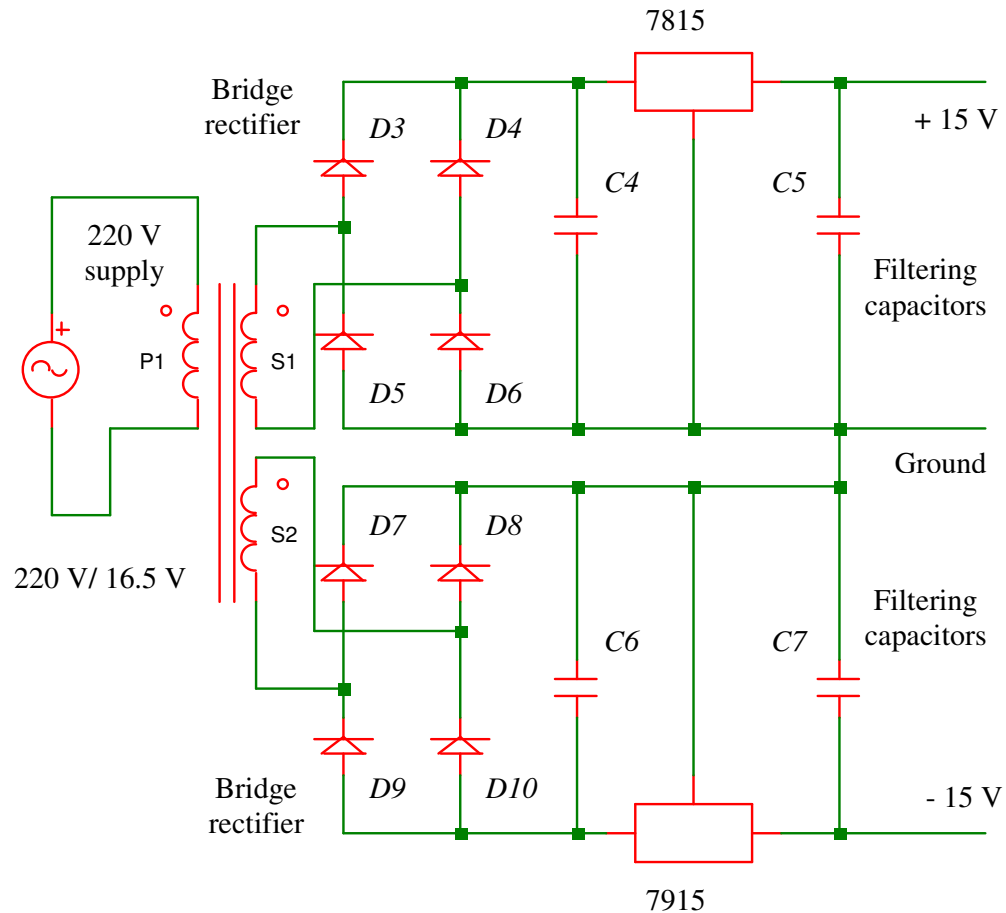 7815
Bridge
rectifier
D3
D4
+ 15 V
C4
C5
220 V
supply
Filtering
capacitors
+
P1
S1
D5
D6
Ground
S2
D7
D8
220 V/ 16.5 V
Filtering
capacitors
C6
C7
Bridge
rectifier
D9
D10
- 15 V
7915